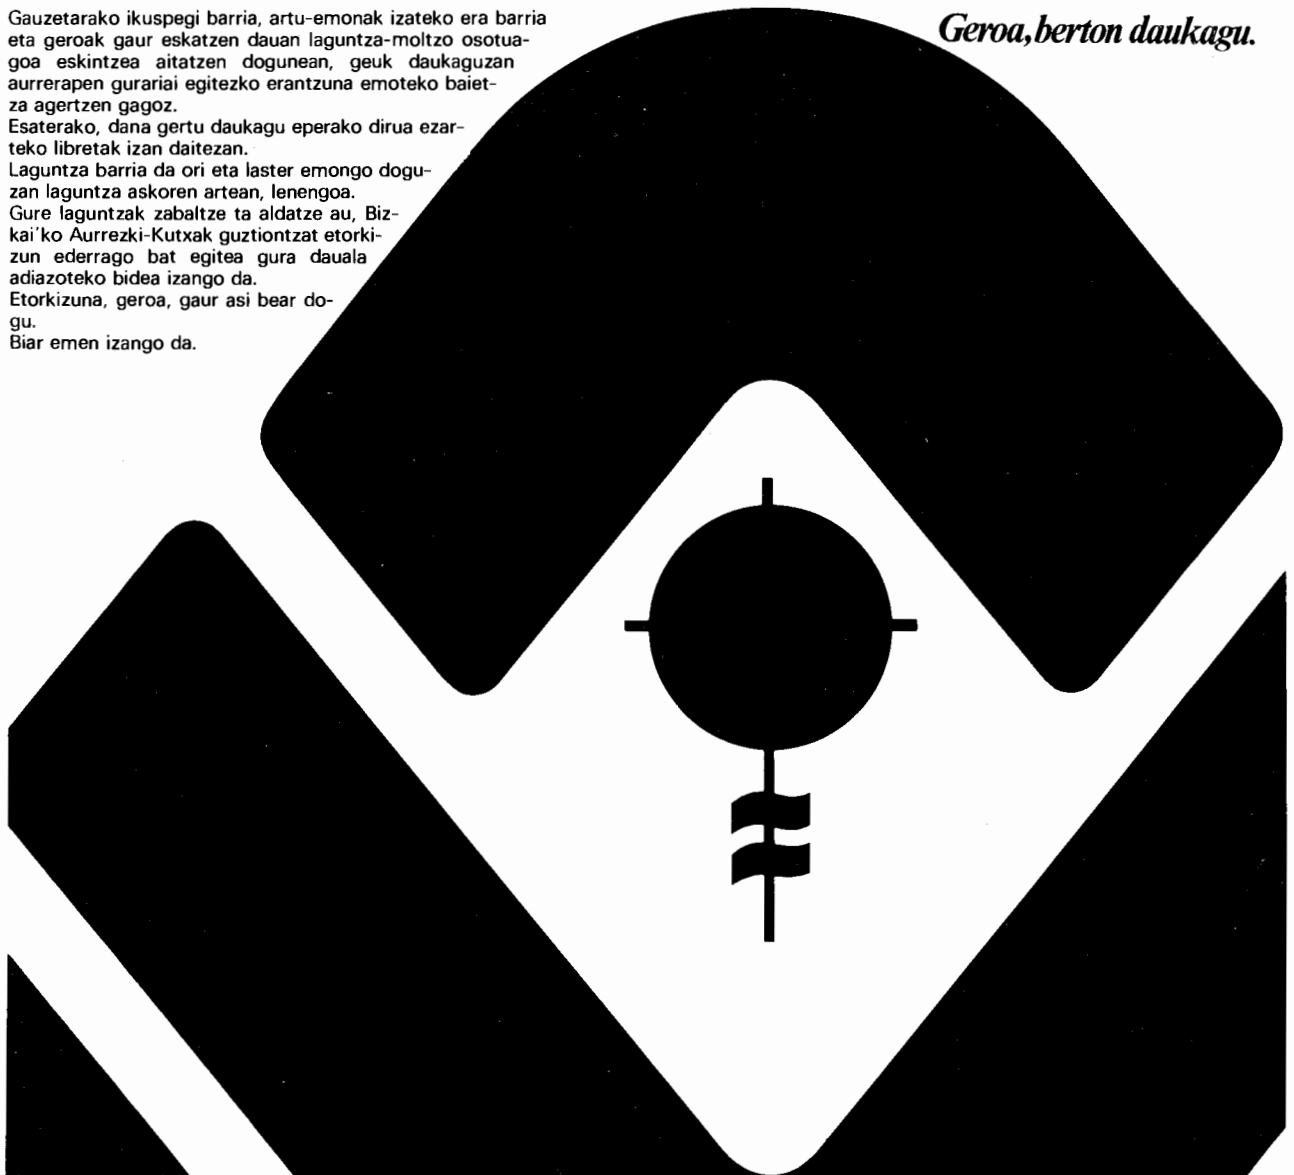 Gauzetarako ikuspegi barria, artu-emonak izateko era barria
eta geroak gaur eskatzen dauan laguntza-moltzo osotua-
goa eskintzea aitatzen dogunean, geuk daukaguzan
aurrerapen gurariai egitezko erantzuna emoteko baiet-
za agertzen gagoz.
Esaterako, dana gertu daukagu eperako dirua ezar-
teko libretak izan daitezan.
Laguntza barria da ori eta laster emongo dogu-
zan laguntza askoren artean, lenengoa.
Gure laguntzak zabaltze ta aldatze au, Biz-
kai'ko Aurrezki-Kutxak guztiontzat etorki-
zun ederrago bat egitea gura dauala
adiazoteko bidea izango da.
Etorkizuna, geroa, gaur asi bear do-
gu.
Biar emen izango da.
Geroa, berton daukagu.